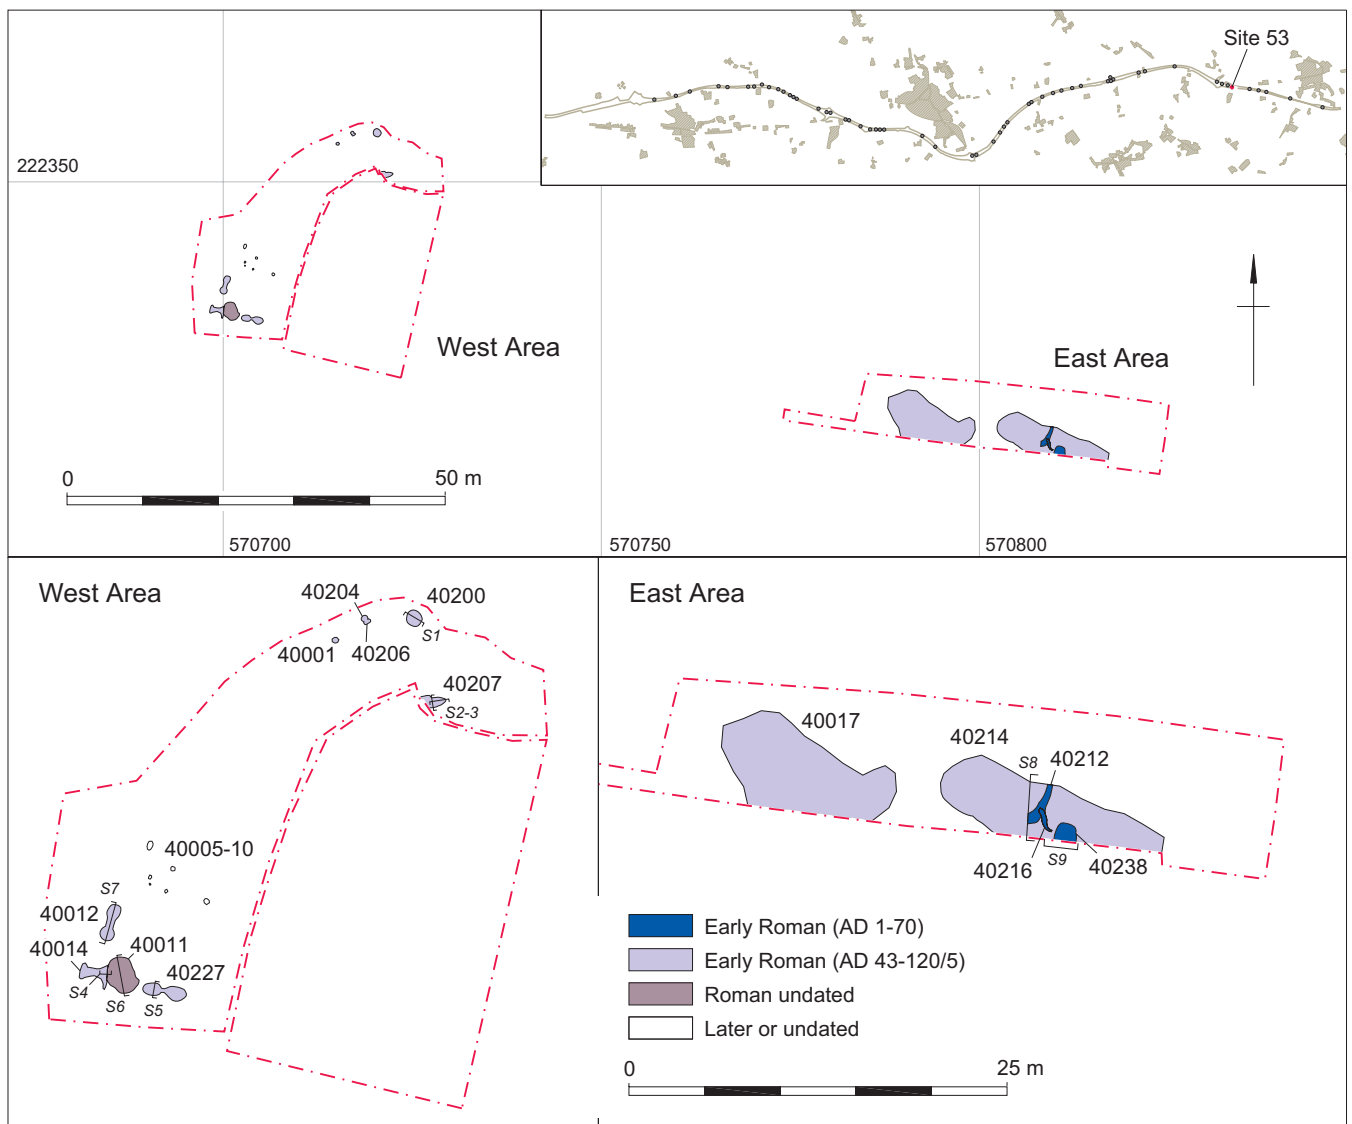 Site 53
222350
West Area
East Area
0
50 m
570700
570750
570800
West Area
40204
40200
S1
40001
40206
40207
S2-3
40005-10
S7
40012
40014
40011
40227
S4
S6
S5
East Area
40017
40214
S8
40212
40216
S9
40238
Early Roman (AD 1-70)
Early Roman (AD 43-120/5)
Roman undated
Later or undated
0
25 m